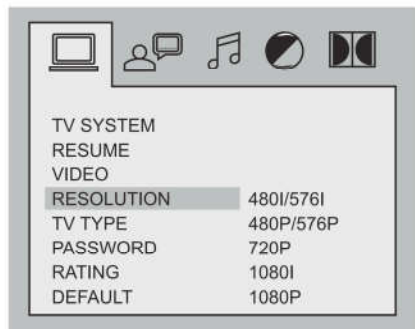 TV SYSTEM
RESUME
VIDEO
RESOLUTION 480I/576I
TV TYPE 480P/576P
PASSWORD 720P
RATING 1080I
DEFAULT 1080P